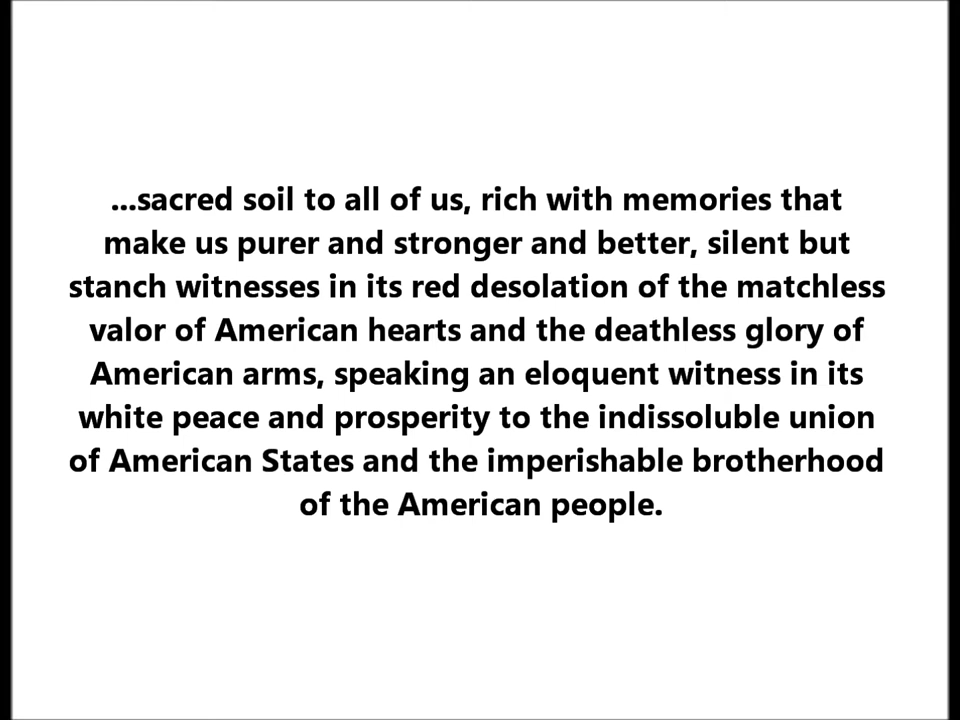 ...sacred soil to all of us, rich with memories that
make us purer and stronger and better, silent but
stanch witnesses in its red desolation of the matchless
valor of American hearts and the deathless glory of
American arms, speaking an eloquent witness in its
white peace and prosperity to the indissoluble union
of American States and the imperishable brotherhood
of the American people.